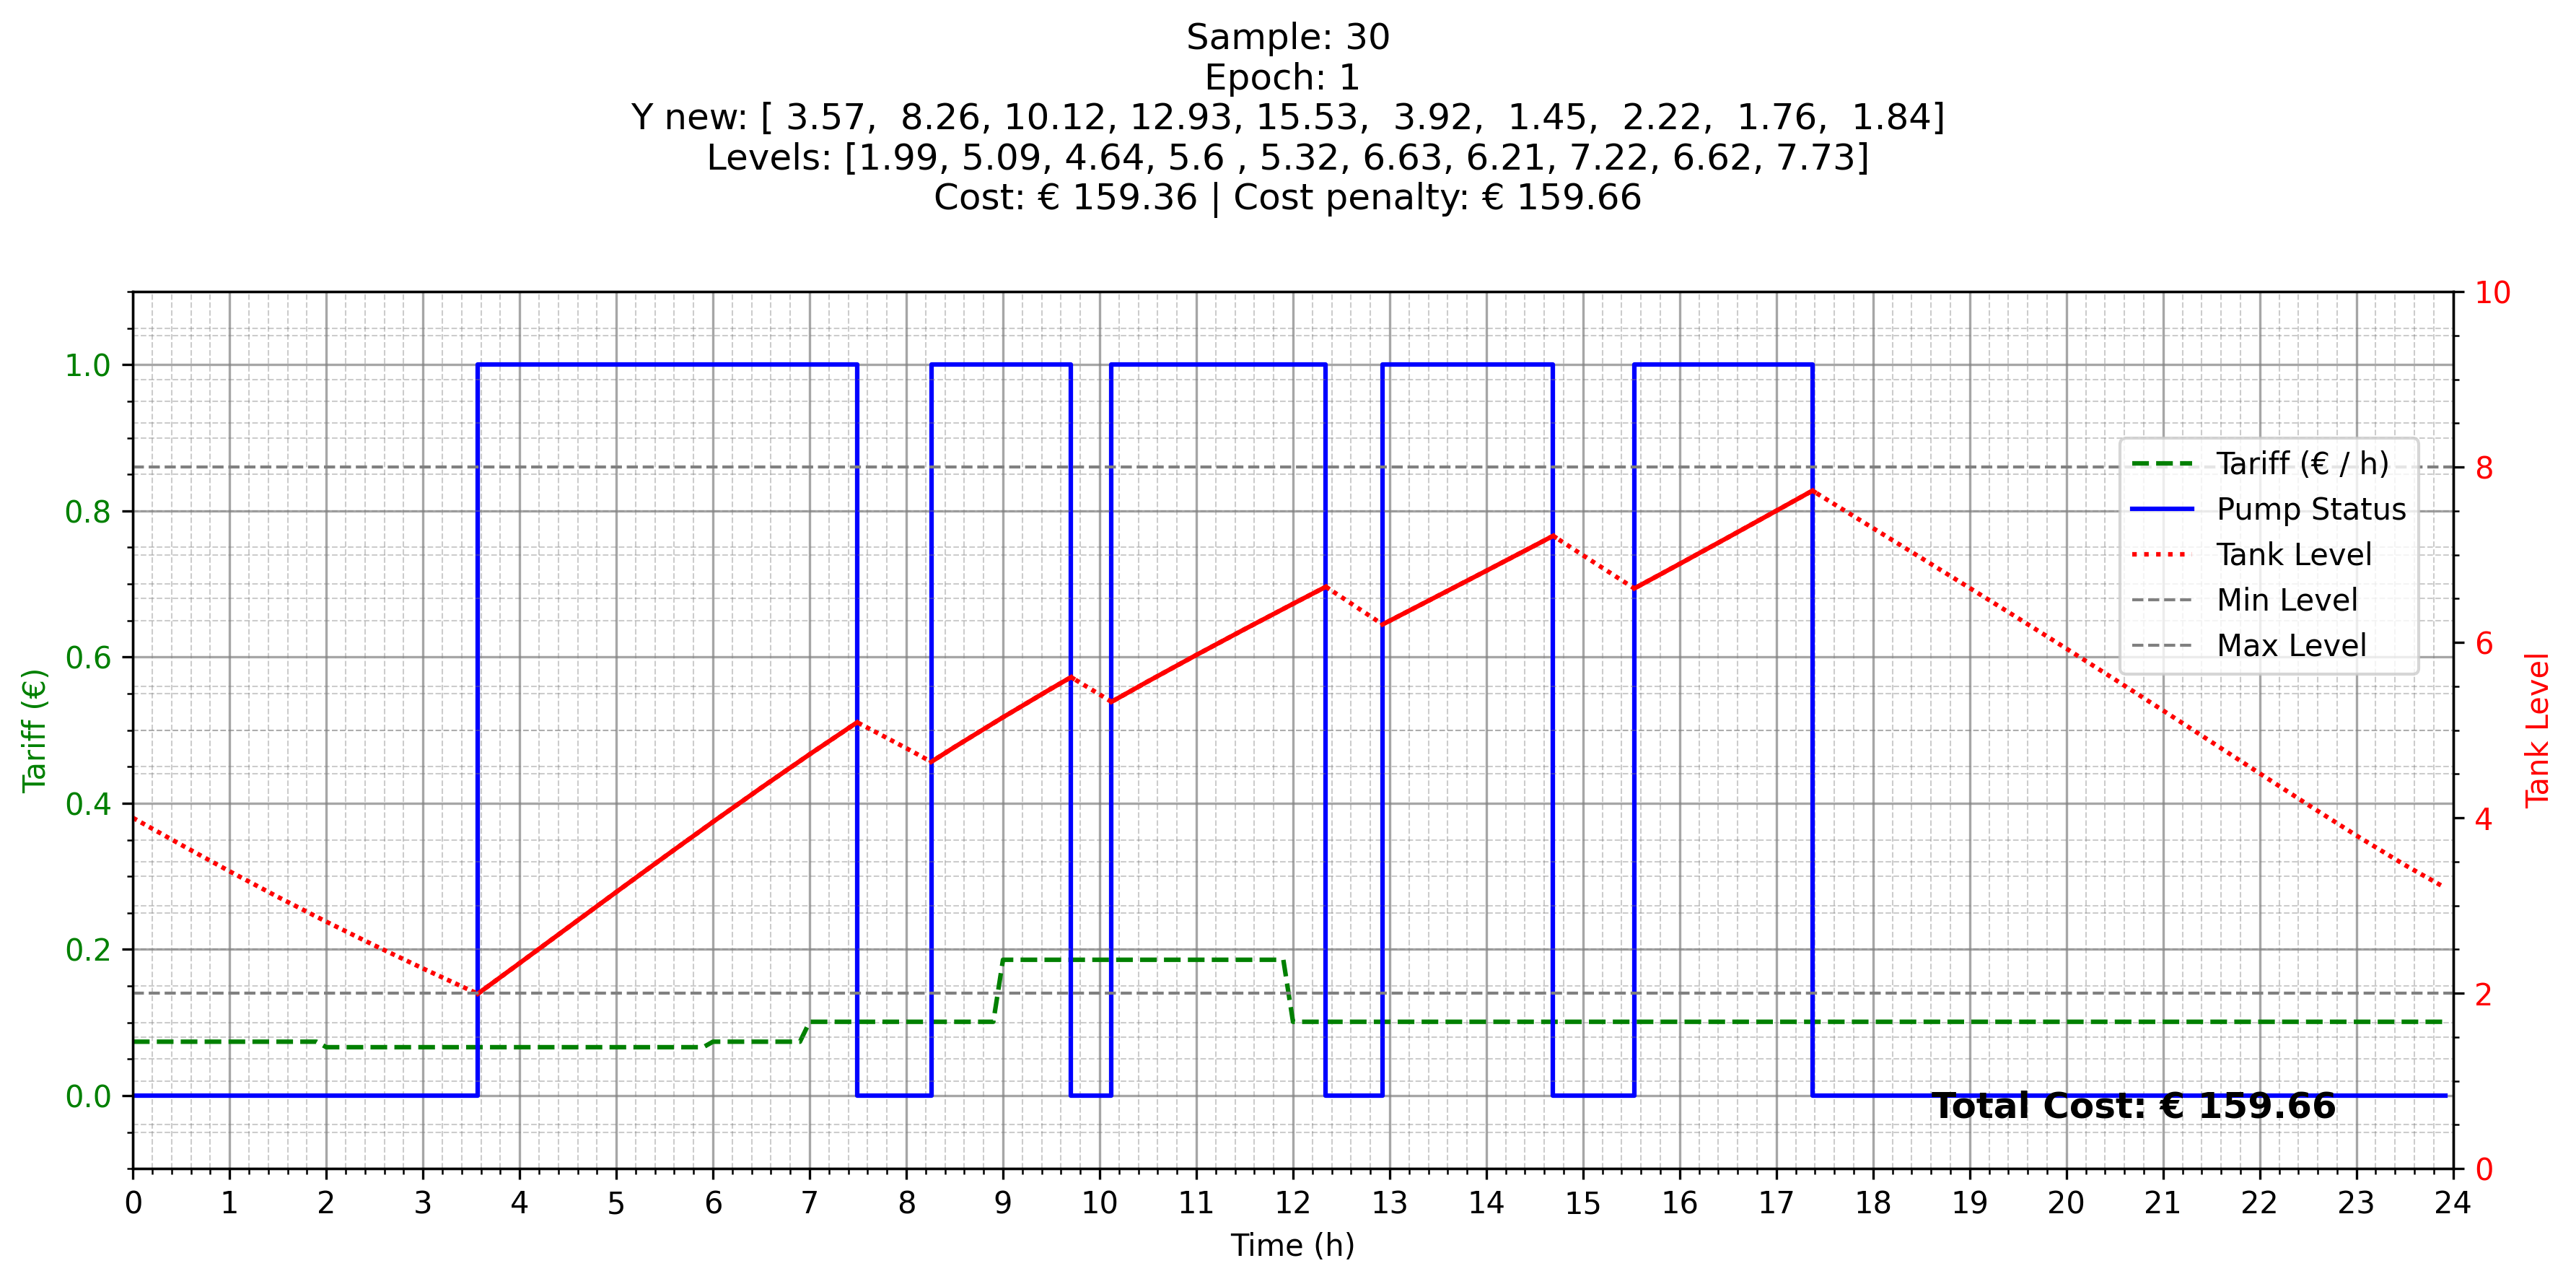 Sample: 30
Epoch: 1
Y new: [ 3.57,  8.26, 10.12, 12.93, 15.53,  3.92,  1.45,  2.22,  1.76,  1.84]
Levels: [1.99, 5.09, 4.64, 5.6 , 5.32, 6.63, 6.21, 7.22, 6.62, 7.73]
Cost: € 159.36 | Cost penalty: € 159.66
Tariff (€)
1.0
0.8
0.6
0.4
0.2
0.0
10
8
6
4
2
0
Tank Level
Tariff (€ / h)
Pump Status
Tank Level
Min Level
Max Level
Total Cost: € 159.66
0 1 2 3 4 5 6 7 8 9 10 11 12 13 14 15 16 17 18 19 20 21 22 23 24
Time (h)